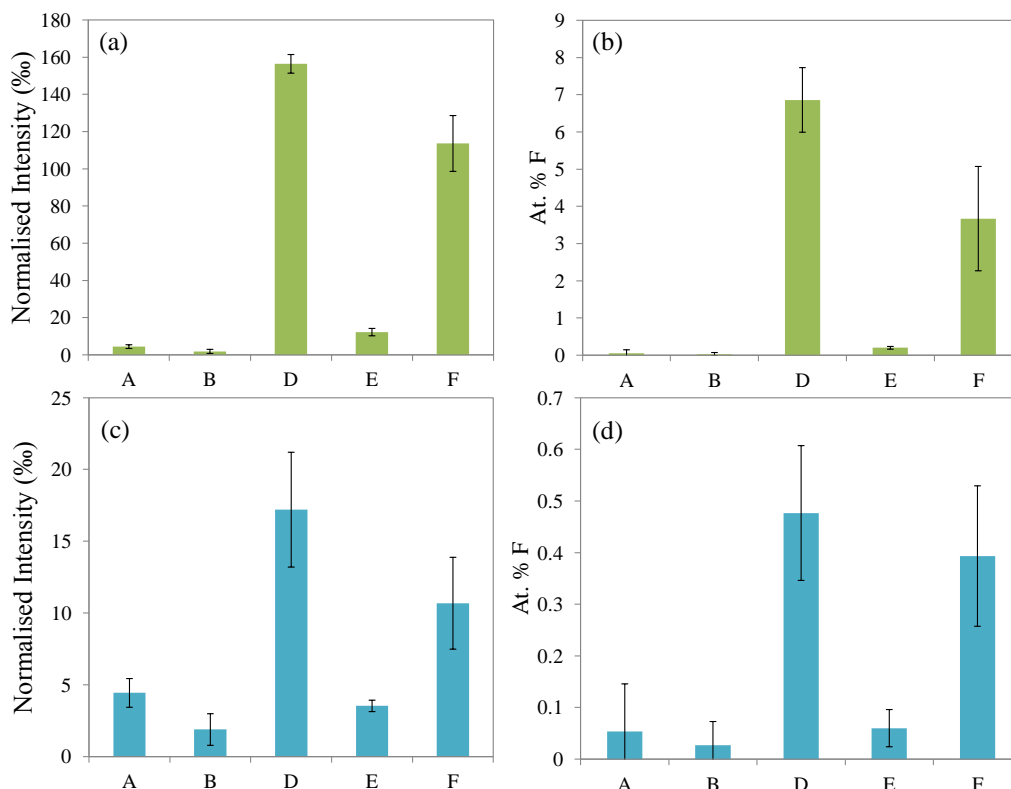 (a)
Normalised Intensity (‰)
180
160
140
120
100
80
60
40
20
0
A B D E F
(b)
At. % F
9
8
7
6
5
4
3
2
1
0
A B D E F
(c)
Normalised Intensity (‰)
25
20
15
10
5
0
A B D E F
(d)
At. % F
0.7
0.6
0.5
0.4
0.3
0.2
0.1
0
A B D E F